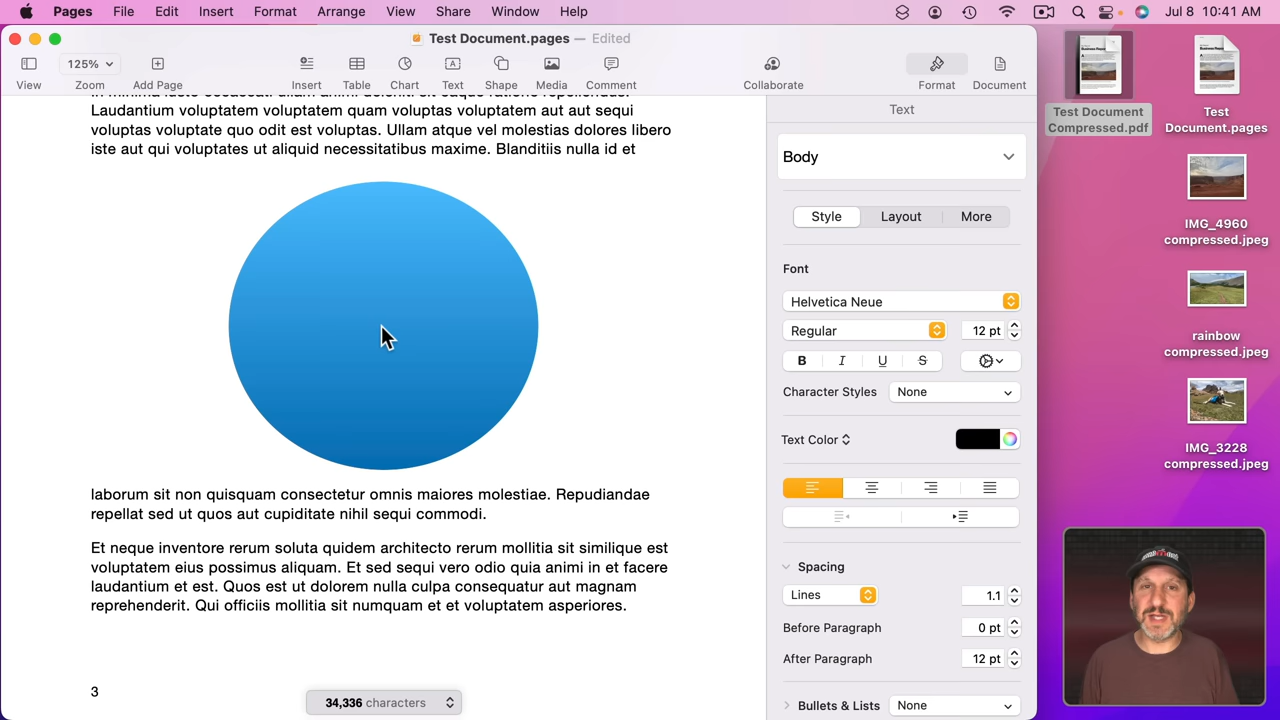 Pages File Edit Insert Format Arrange View Share Window Help Jul 8 10:41 AM
Test Document.pages — Edited
125%
View Zoom Add Page Insert Table Chart Text Shape Media Comment Collaborate Format Document
Laudantium voluptatem voluptatem quam voluptas voluptatem aut aut sequi
voluptas voluptate quo odit est voluptas. Ullam atque vel molestias dolores libero
iste aut qui voluptates ut aliquid necessitatibus maxime. Blanditiis nulla id et
laborum sit non quisquam consectetur omnis maiores molestiae. Repudiandae
repellat sed ut quos aut cupiditate nihil sequi commodi.
Et neque inventore rerum soluta quidem architecto rerum mollitia sit similique est
voluptatem eius possimus aliquam. Et sed sequi vero odio quia animi in et facere
laudantium et est. Quos est ut dolorem nulla culpa consequatur aut magnam
reprehenderit. Qui officiis mollitia sit numquam et et voluptatem asperiores.
3
34,336 characters
Text
Body
Style Layout More
Font
Helvetica Neue
Regular 12 pt
B I U S
Character Styles None
Text Color
Spacing
Lines 1.1
Before Paragraph 0 pt
After Paragraph 12 pt
Bullets & Lists None
Test Document
Compressed.pdf
Test
Document.pages
IMG_4960
compressed.jpeg
rainbow
compressed.jpeg
IMG_3228
compressed.jpeg